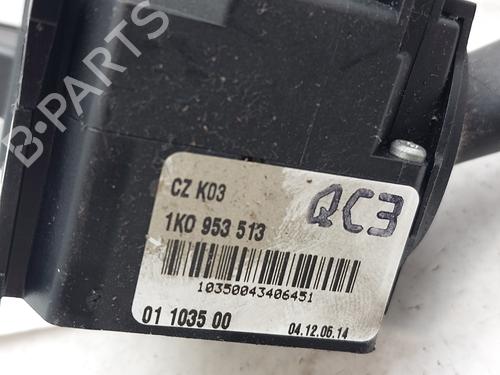 B-PARTS
CZ K03
QC3
1K0 953 513
10350043406451
01 1035 00
04.12.06.14